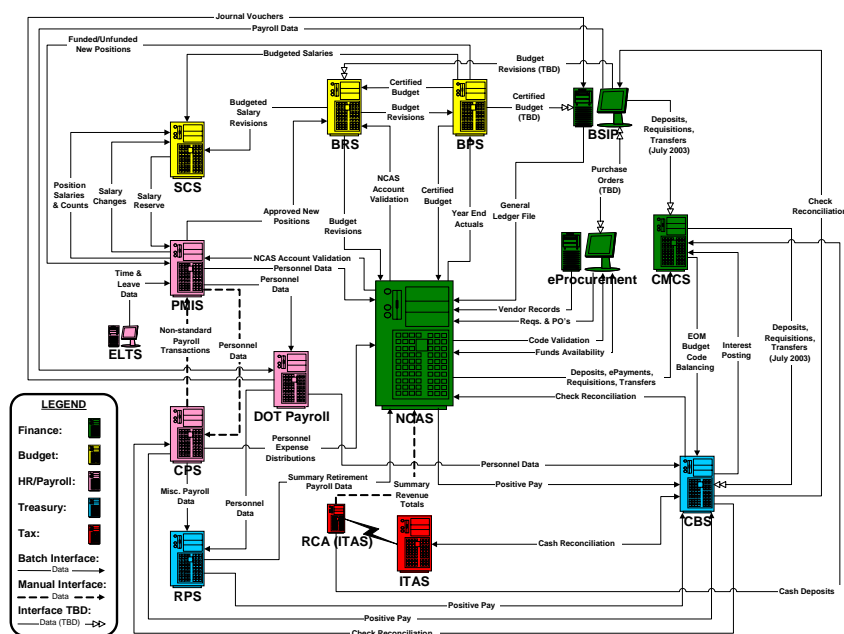 Journal Vouchers
Payroll Data
Funded/Unfunded
New Positions
Budgeted Salaries
Budget
Revisions (TBD)
Certified
Budget
Budget
Revisions
Certified
Budget
(TBD)
Budgeted
Salary
Revisions
BRS
BPS
BSIP
Deposits,
Requisitions,
Transfers
(July 2003)
SCS
Position
Salaries
& Counts
Salary
Changes
Salary
Reserve
Approved New
Positions
NCAS
Account
Validation
Budget
Revisions
Certified
Budget
Year End
Actuals
General
Ledger File
Purchase
Orders
(TBD)
Check
Reconciliation
NCAS Account Validation
Personnel Data
Personnel
Data
eProcurement
CMCS
Time &
Leave
Data
PMIS
Vendor Records
Reqs. & PO's
ELTS
Non-standard
Payroll
Transactions
Personnel
Data
Code Validation
Funds Availability
EOM
Budget
Code
Balancing
Interest
Posting
Deposits,
Requisitions,
Transfers
(July 2003)
Deposits, ePayments,
Requisitions, Transfers
DOT Payroll
NCAS
Check Reconciliation
LEGEND
Finance:
Budget:
HR/Payroll:
Treasury:
Tax:
Batch Interface:
Data
Manual Interface:
Data
Interface TBD:
Data (TBD)
CPS
Personnel
Expense
Distributions
Personnel Data
Misc. Payroll
Data
Personnel
Data
Summary Retirement
Payroll Data
Summary
Revenue
Totals
Positive Pay
CBS
RCA (ITAS)
ITAS
Cash Reconciliation
RPS
Cash Deposits
Positive Pay
Positive Pay
Check Reconciliation